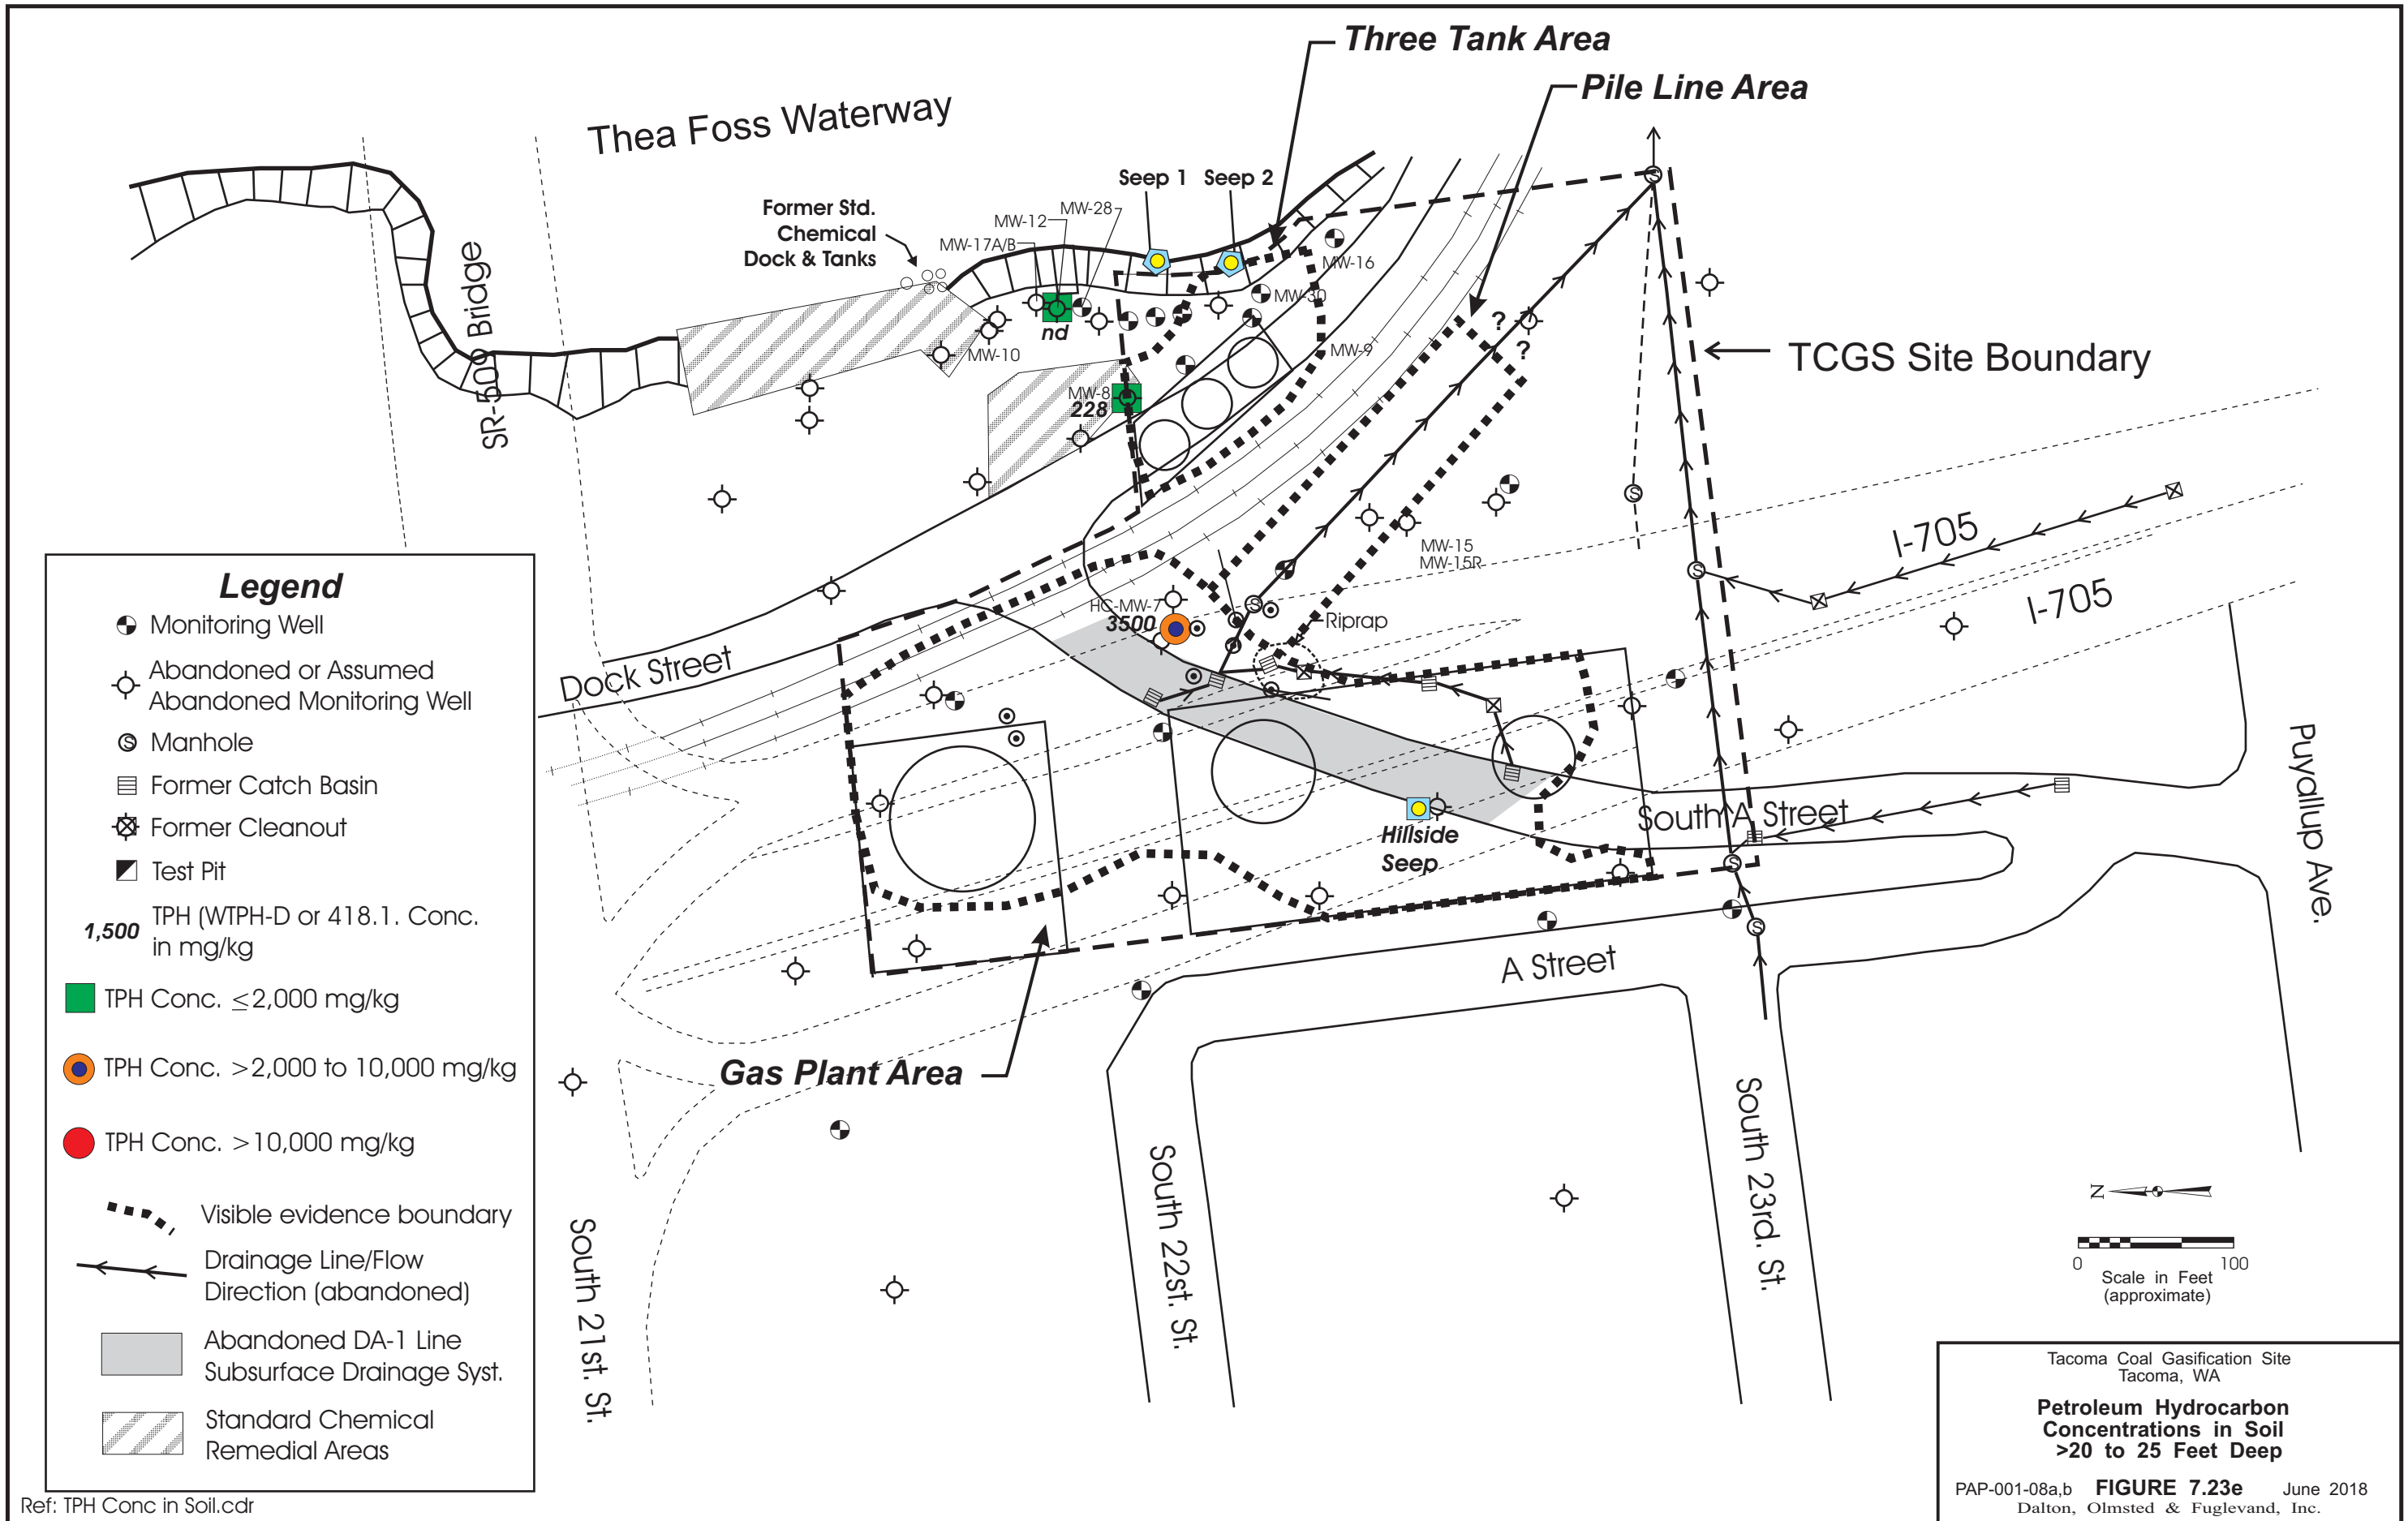 Three Tank Area
Pile Line Area
Thea Foss Waterway
Seep 1
Seep 2
Former Std.
Chemical
Dock & Tanks
MW-12
MW-28
MW-17A/B
MW-16
MW-30
nd
MW-10
MW-9
MW-8
228
?
?
SR-509 Bridge
TCGS Site Boundary
I-705
I-705
MW-15
MW-15R
HC-MW-7
3500
Riprap
Dock Street
S
S
S
S
S
S
Hillside
Seep
South A Street
Puyallup Ave.
A Street
Gas Plant Area
South 21st. St.
South 22st. St.
South 23rd. St.
Legend
Monitoring Well
Abandoned or Assumed
Abandoned Monitoring Well
S Manhole
Former Catch Basin
Former Cleanout
Test Pit
1,500 TPH (WTPH-D or 418.1. Conc.
in mg/kg
TPH Conc. ≤2,000 mg/kg
TPH Conc. >2,000 to 10,000 mg/kg
TPH Conc. >10,000 mg/kg
Visible evidence boundary
Drainage Line/Flow
Direction (abandoned)
Abandoned DA-1 Line
Subsurface Drainage Syst.
Standard Chemical
Remedial Areas
N
0 100
Scale in Feet
(approximate)
Tacoma Coal Gasification Site
Tacoma, WA
Petroleum Hydrocarbon
Concentrations in Soil
>20 to 25 Feet Deep
PAP-001-08a,b FIGURE 7.23e June 2018
Dalton, Olmsted & Fuglevand, Inc.
Ref: TPH Conc in Soil.cdr